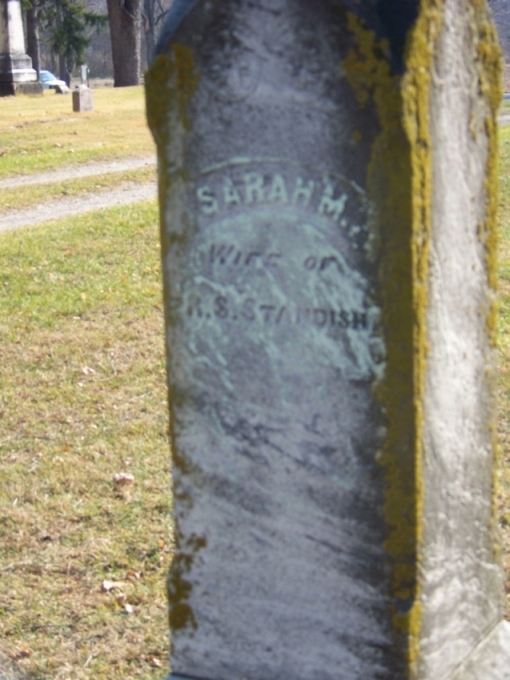 SARAH M.,
WIFE OF
R. S. STANDISH